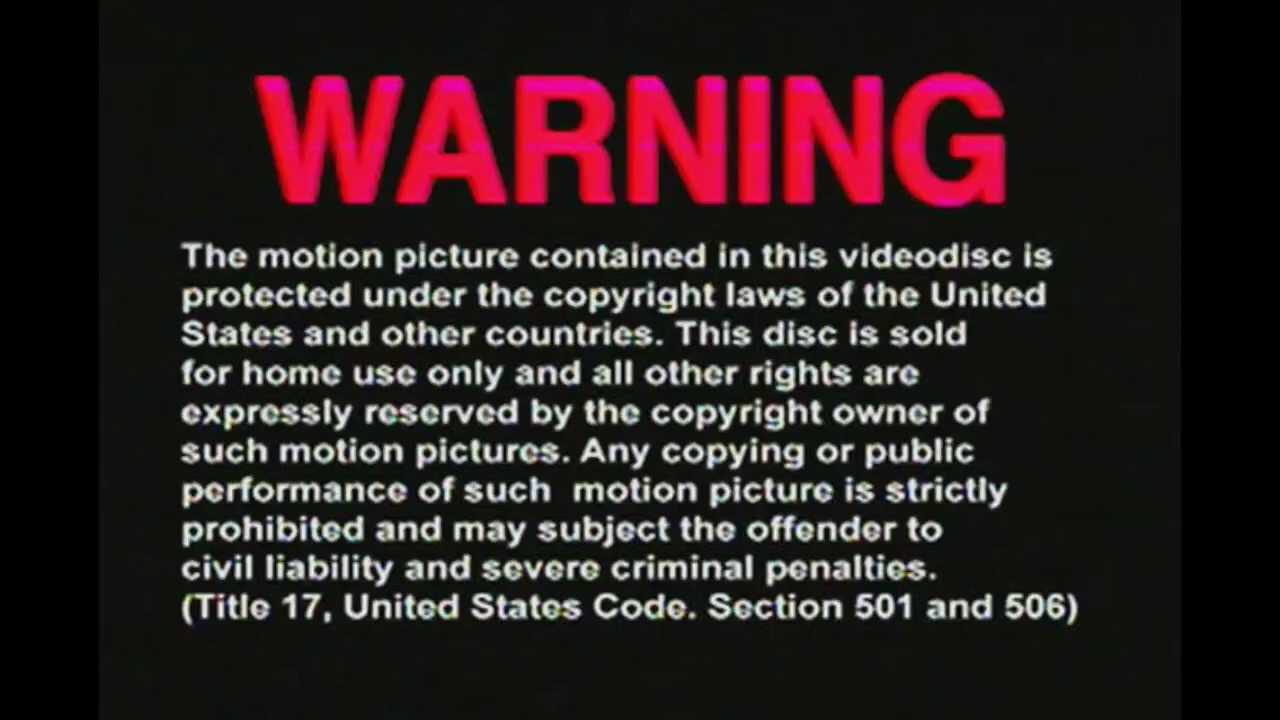 WARNING
The motion picture contained in this videodisc is
protected under the copyright laws of the United
States and other countries. This disc is sold
for home use only and all other rights are
expressly reserved by the copyright owner of
such motion pictures. Any copying or public
performance of such  motion picture is strictly
prohibited and may subject the offender to
civil liability and severe criminal penalties.
(Title 17, United States Code. Section 501 and 506)